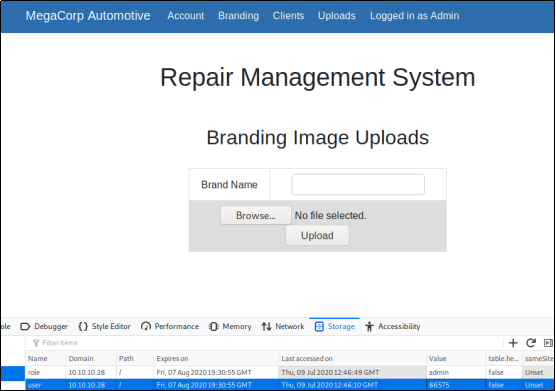 MegaCorp Automotive Account Branding Clients Uploads Logged in as Admin
Repair Management System
Branding Image Uploads
Brand Name
Browse... No file selected.
Upload
ole Debugger Style Editor Performance Memory Network Storage Accessibility
Filter items
Name Domain Path Expires on Last accessed on Value table.he... sameSite
role 10.10.10.28 / Fri, 07 Aug 2020 19:30:55 GMT Thu, 09 Jul 2020 12:46:49 GMT admin false Unset
user 10.10.10.28 / Fri, 07 Aug 2020 19:30:55 GMT Thu, 09 Jul 2020 12:46:10 GMT 86575 false Unset